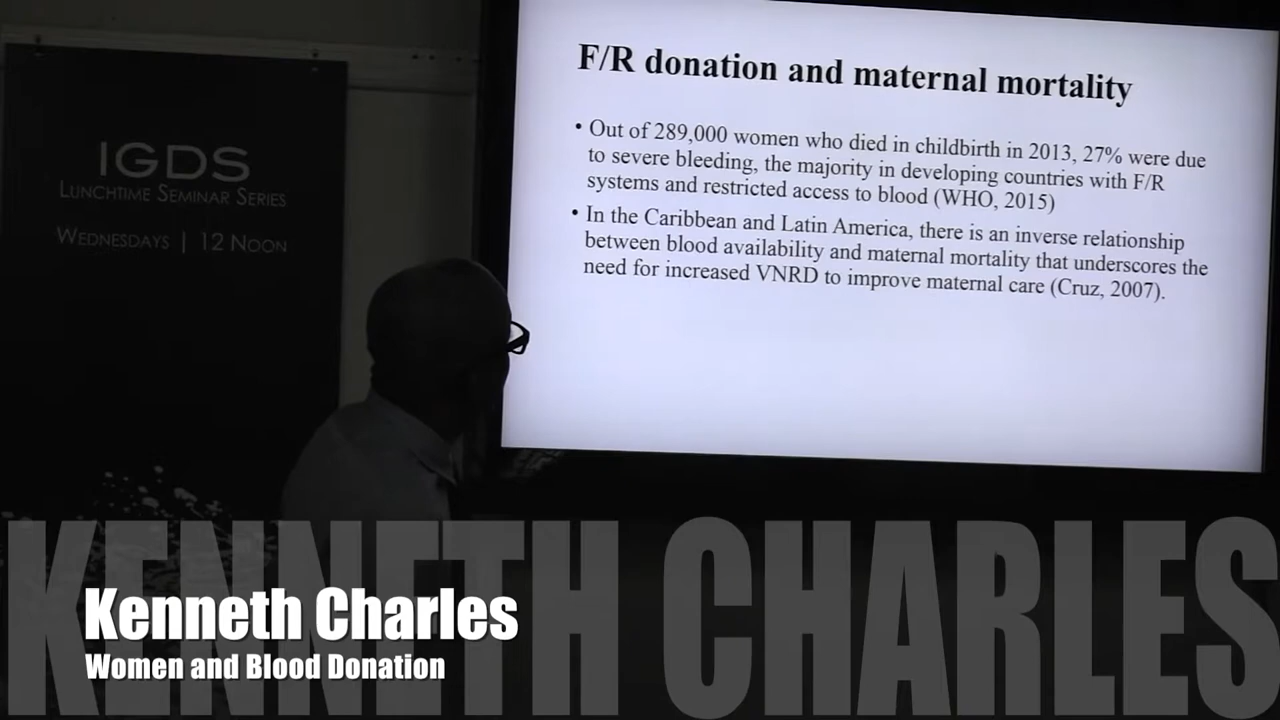 IGDS
LUNCHTIME SEMINAR SERIES
WEDNESDAYS | 12 NOON
F/R donation and maternal mortality
• Out of 289,000 women who died in childbirth in 2013, 27% were due
to severe bleeding, the majority in developing countries with F/R
systems and restricted access to blood (WHO, 2015)
• In the Caribbean and Latin America, there is an inverse relationship
between blood availability and maternal mortality that underscores the
need for increased VNRD to improve maternal care (Cruz, 2007).
KENNETH CHARLES
Kenneth Charles
Women and Blood Donation